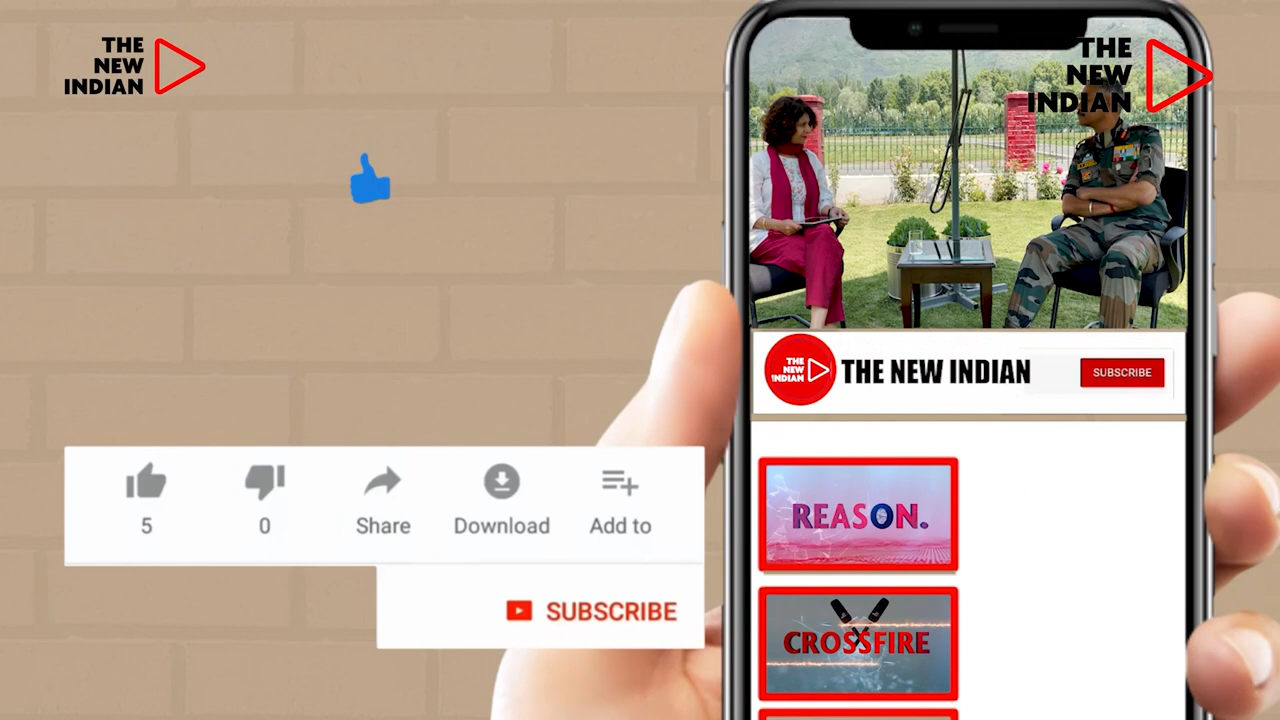 THE
NEW
INDIAN
THE
NEW
INDIAN
THE
NEW
INDIAN
THE NEW INDIAN
SUBSCRIBE
5
0
Share
Download
Add to
SUBSCRIBE
REASON.
CROSSFIRE